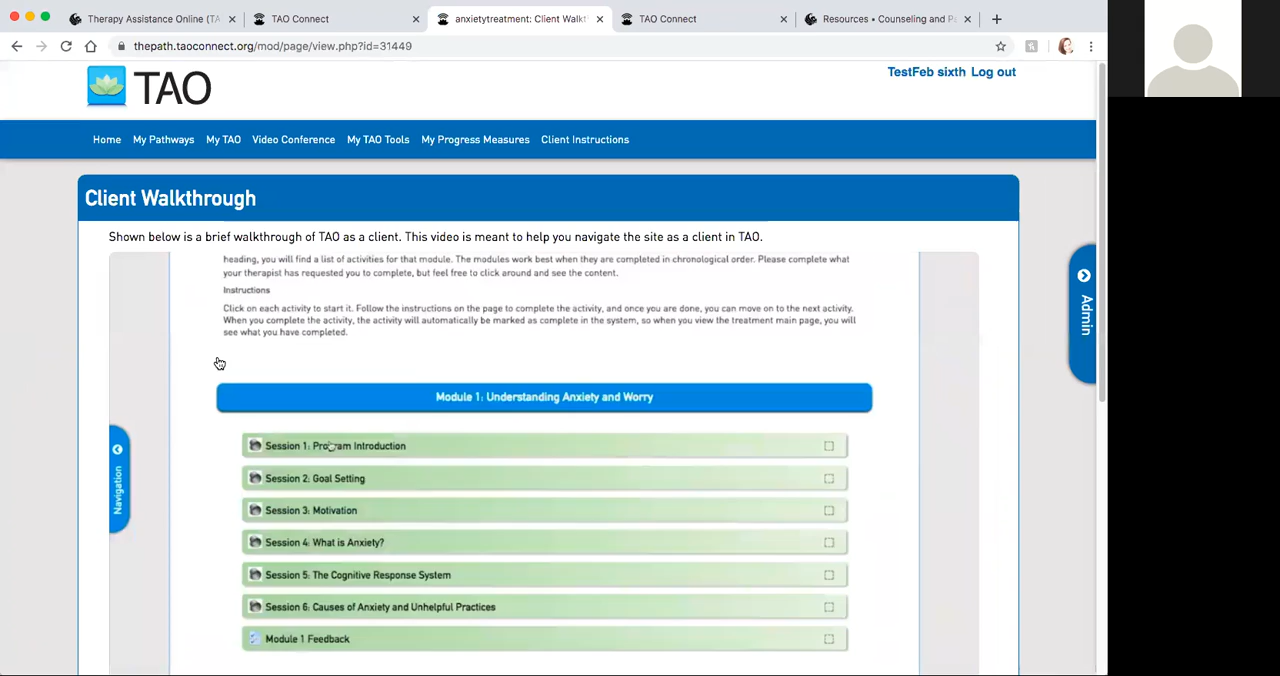 Therapy Assistance Online (TA
TAO Connect
anxietytreatment: Client Walkt
TAO Connect
Resources • Counseling and P
thepath.taoconnect.org/mod/page/view.php?id=31449
TAO
TestFeb sixth Log out
Home My Pathways My TAO Video Conference My TAO Tools My Progress Measures Client Instructions
Client Walkthrough
Shown below is a brief walkthrough of TAO as a client. This video is meant to help you navigate the site as a client in TAO.
heading, you will find a list of activities for that module. The modules work best when they are completed in chronological order. Please complete what
your therapist has requested you to complete, but feel free to click around and see the content.
Instructions
Click on each activity to start it. Follow the instructions on the page to complete the activity, and once you are done, you can move on to the next activity.
When you complete the activity, the activity will automatically be marked as complete in the system, so when you view the treatment main page, you will
see what you have completed.
Module 1: Understanding Anxiety and Worry
Session 1: Program Introduction
Session 2: Goal Setting
Session 3: Motivation
Session 4: What is Anxiety?
Session 5: The Cognitive Response System
Session 6: Causes of Anxiety and Unhelpful Practices
Module 1 Feedback
Navigation
Admin